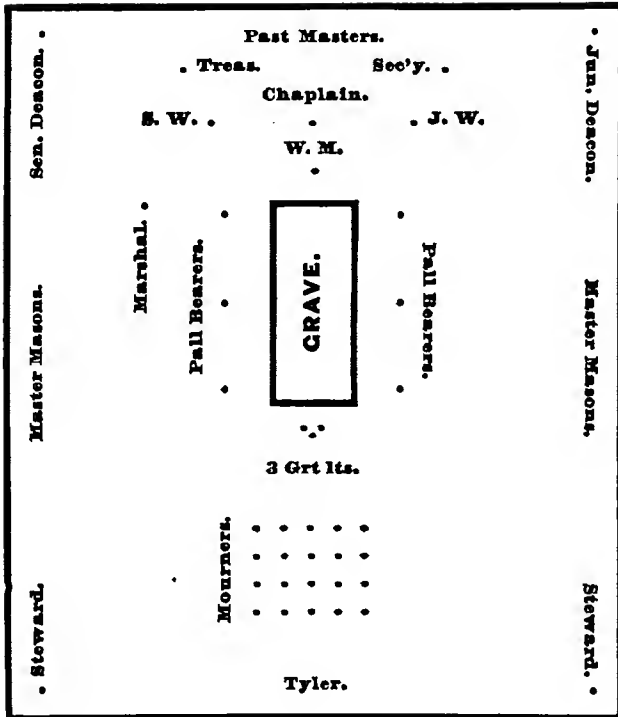 Past Masters.
Treas. Sec'y.
Chaplain.
S. W. J. W.
W. M.
Sen. Deacon.
Jun. Deacon.
Marshal.
Pall Bearers.
GRAVE.
Pall Bearers.
Master Masons.
Master Masons.
3 Grt lts.
Mourners.
Steward.
Steward.
Tyler.